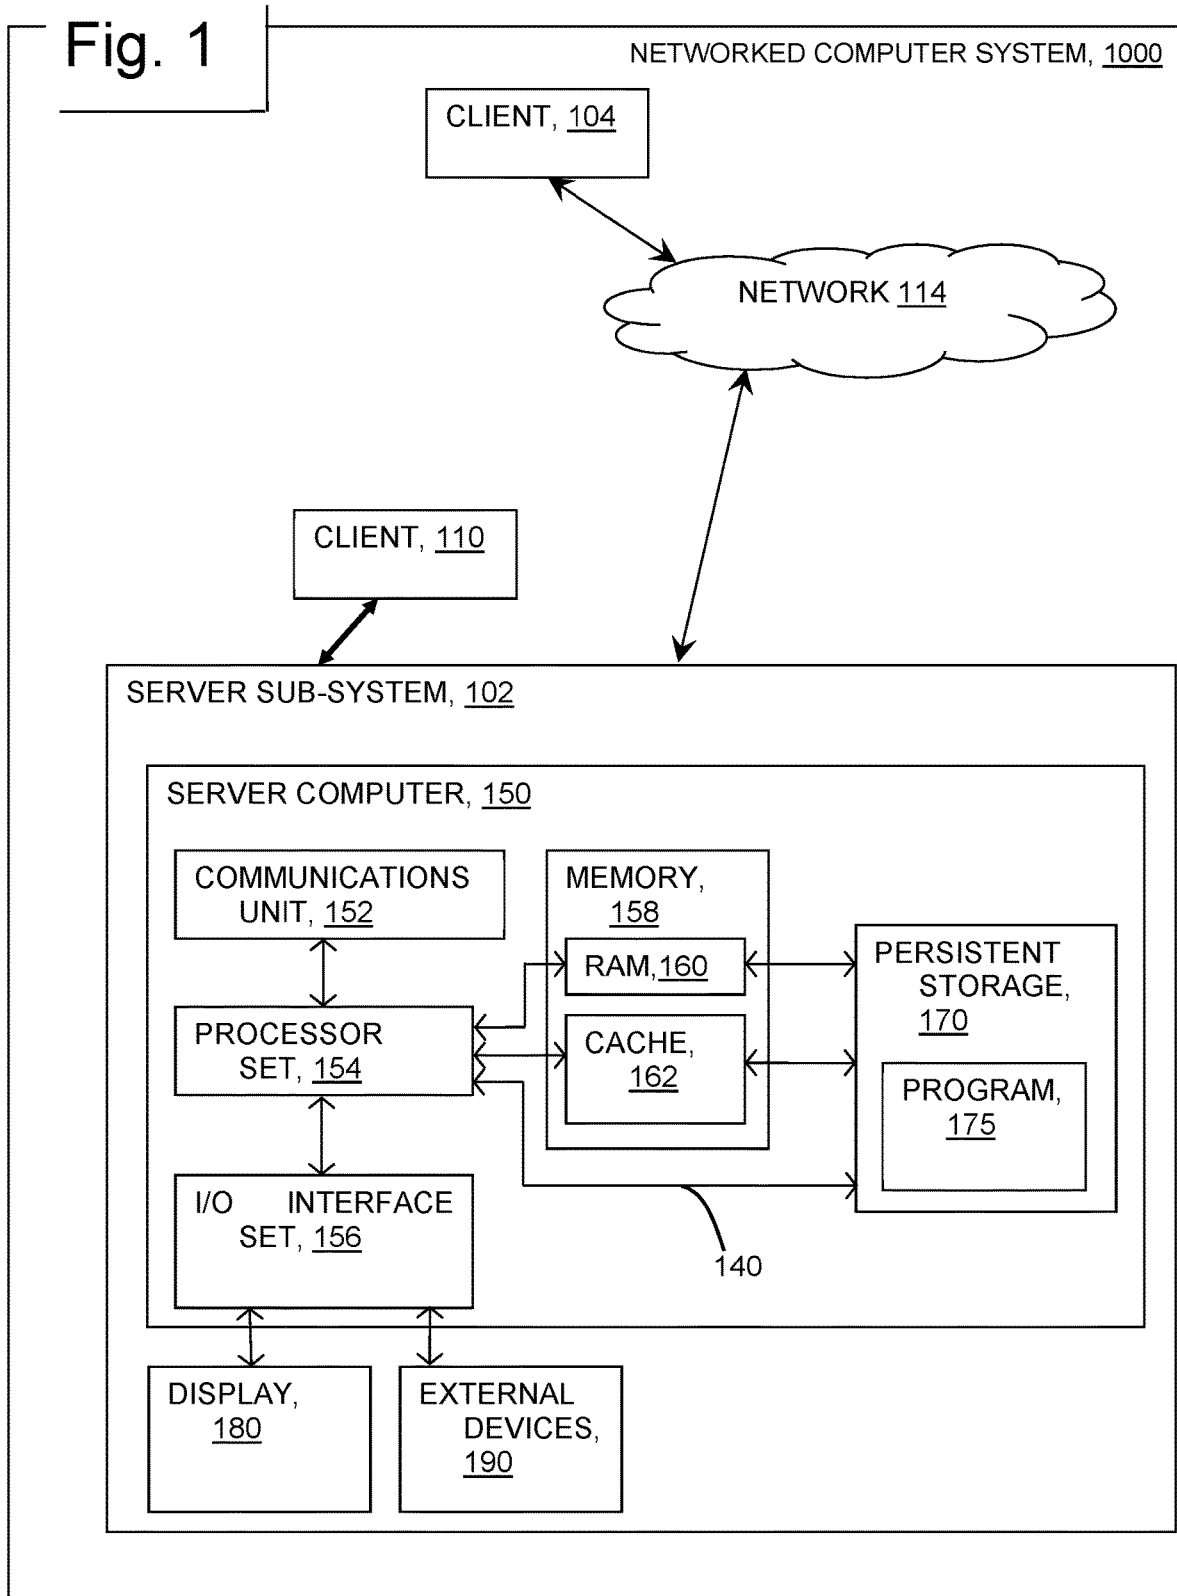 Fig. 1
NETWORKED COMPUTER SYSTEM, 1000
CLIENT, 104
NETWORK 114
CLIENT, 110
SERVER SUB-SYSTEM, 102
SERVER COMPUTER, 150
COMMUNICATIONS
UNIT, 152
MEMORY,
158
RAM,160
PERSISTENT
STORAGE,
170
PROCESSOR
SET, 154
CACHE,
162
PROGRAM,
175
I/O INTERFACE
SET, 156
140
DISPLAY,
180
EXTERNAL
DEVICES,
190